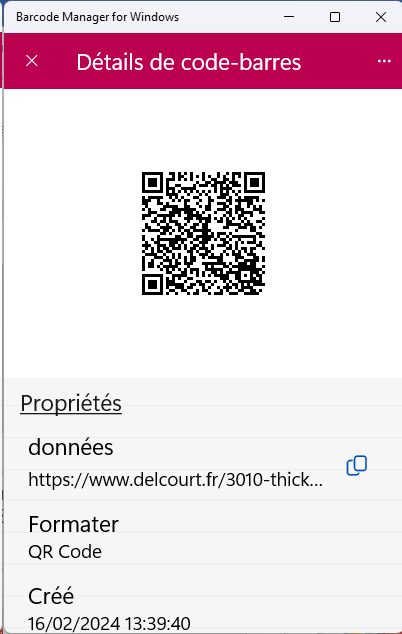 Barcode Manager for Windows
Détails de code-barres
Propriétés
données
https://www.delcourt.fr/3010-thick...
Formater
QR Code
Créé
16/02/2024 13:39:40